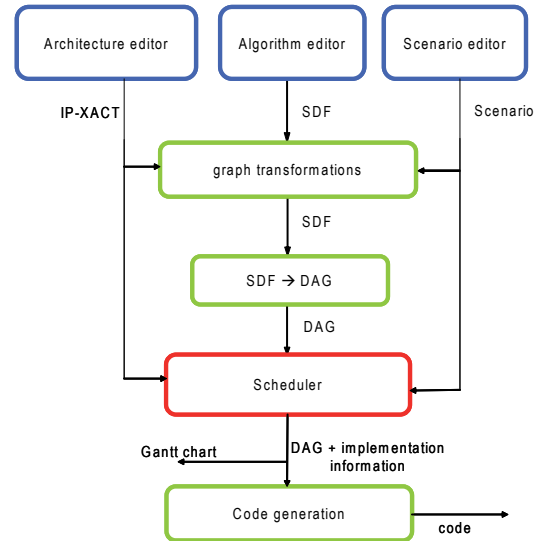 Architecture editor
Algorithm editor
Scenario editor
IP-XACT
SDF
Scenario
graph transformations
SDF
SDF → DAG
DAG
Scheduler
Gantt chart
DAG + implementation
information
Code generation
code